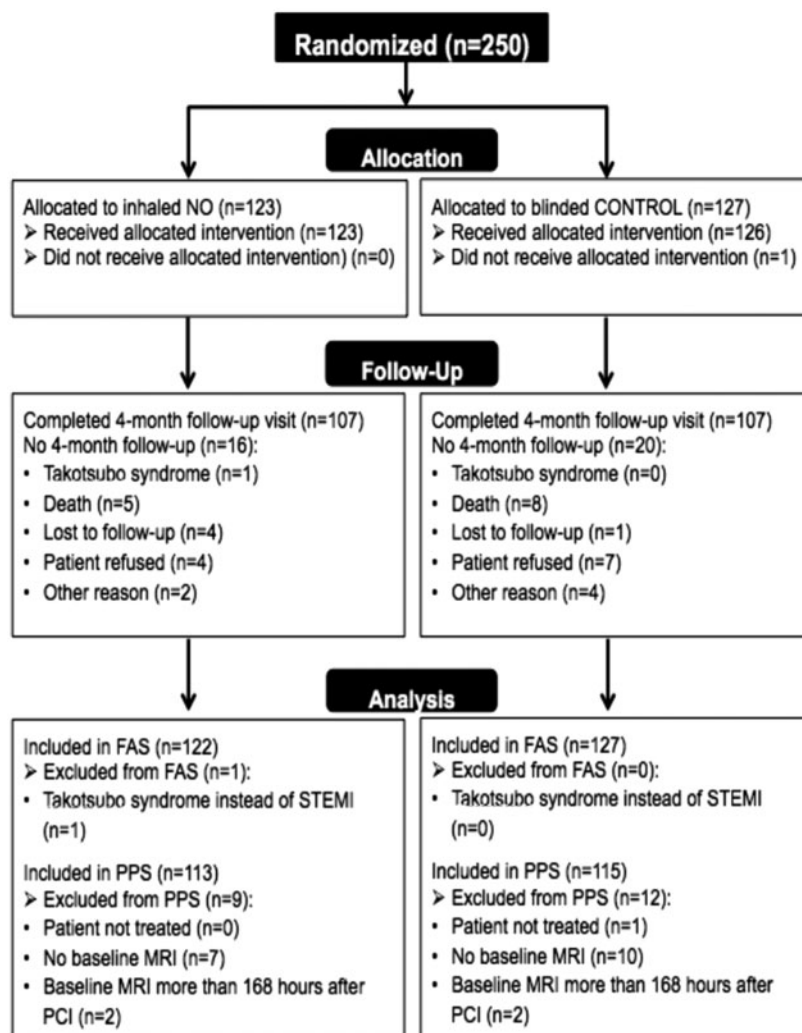 Randomized (n=250)
Allocation
Allocated to inhaled NO (n=123)
➢ Received allocated intervention (n=123)
➢ Did not receive allocated intervention) (n=0)
Allocated to blinded CONTROL (n=127)
➢ Received allocated intervention (n=126)
➢ Did not receive allocated intervention (n=1)
Follow-Up
Completed 4-month follow-up visit (n=107)
No 4-month follow-up (n=16):
• Takotsubo syndrome (n=1)
• Death (n=5)
• Lost to follow-up (n=4)
• Patient refused (n=4)
• Other reason (n=2)
Completed 4-month follow-up visit (n=107)
No 4-month follow-up (n=20):
• Takotsubo syndrome (n=0)
• Death (n=8)
• Lost to follow-up (n=1)
• Patient refused (n=7)
• Other reason (n=4)
Analysis
Included in FAS (n=122)
➢ Excluded from FAS (n=1):
• Takotsubo syndrome instead of STEMI
(n=1)
Included in PPS (n=113)
➢ Excluded from PPS (n=9):
• Patient not treated (n=0)
• No baseline MRI (n=7)
• Baseline MRI more than 168 hours after
PCI (n=2)
Included in FAS (n=127)
➢ Excluded from FAS (n=0):
• Takotsubo syndrome instead of STEMI
(n=0)
Included in PPS (n=115)
➢ Excluded from PPS (n=12):
• Patient not treated (n=1)
• No baseline MRI (n=10)
• Baseline MRI more than 168 hours after
PCI (n=2)